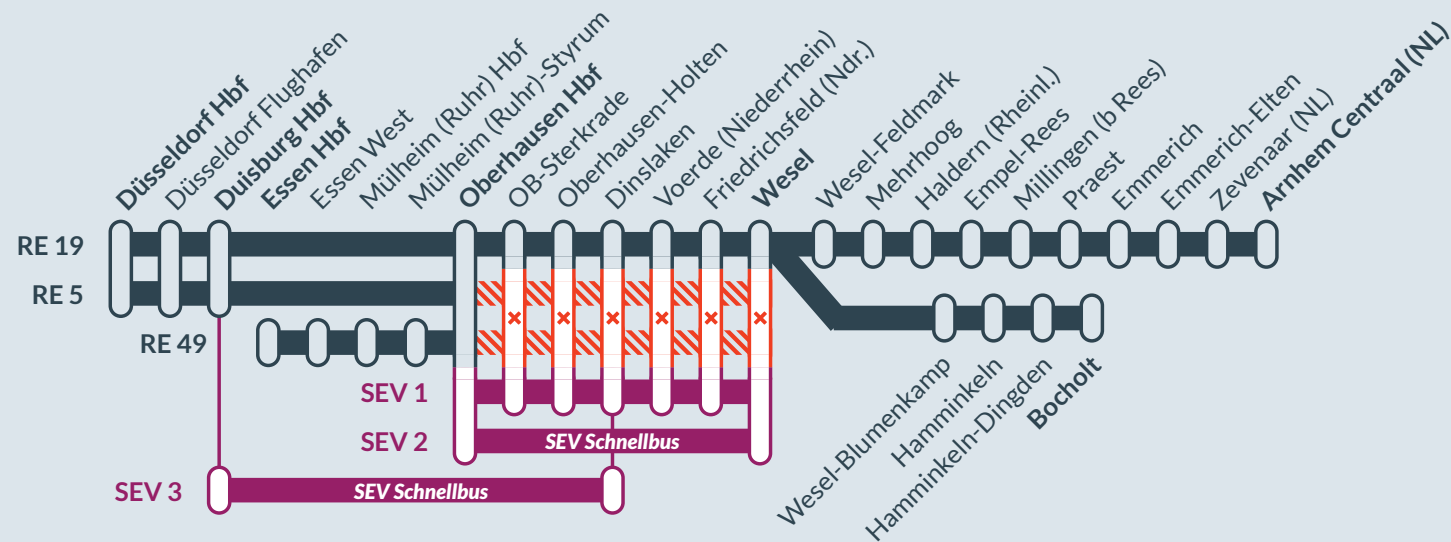 Düsseldorf Hbf
Düsseldorf Flughafen
Duisburg Hbf
Essen Hbf
Essen West
Mülheim (Ruhr) Hbf
Mülheim (Ruhr)-Styrum
Oberhausen Hbf
OB-Sterkrade
Oberhausen-Holten
Dinslaken
Voerde (Niederrhein)
Friedrichsfeld (Ndr.)
Wesel
Wesel-Feldmark
Mehrhoog
Haldern (Rheinl.)
Empel-Rees
Millingen (b Rees)
Praest
Emmerich
Emmerich-Elten
Zevenaar (NL)
Arnhem Centraal (NL)
RE 19
RE 5
RE 49
SEV 1
SEV 2
SEV Schnellbus
SEV 3
SEV Schnellbus
Wesel-Blumenkamp
Hamminkeln
Hamminkeln-Dingden
Bocholt